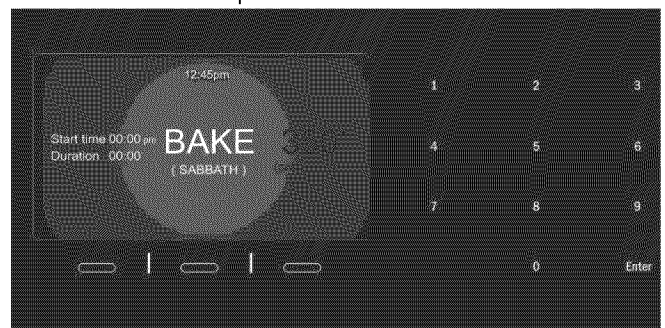 12:45pm
Start time 00:00 pm
Duration 00:00
BAKE
( SABBATH )
1 2 3
4 5 6
7 8 9
0 Enter